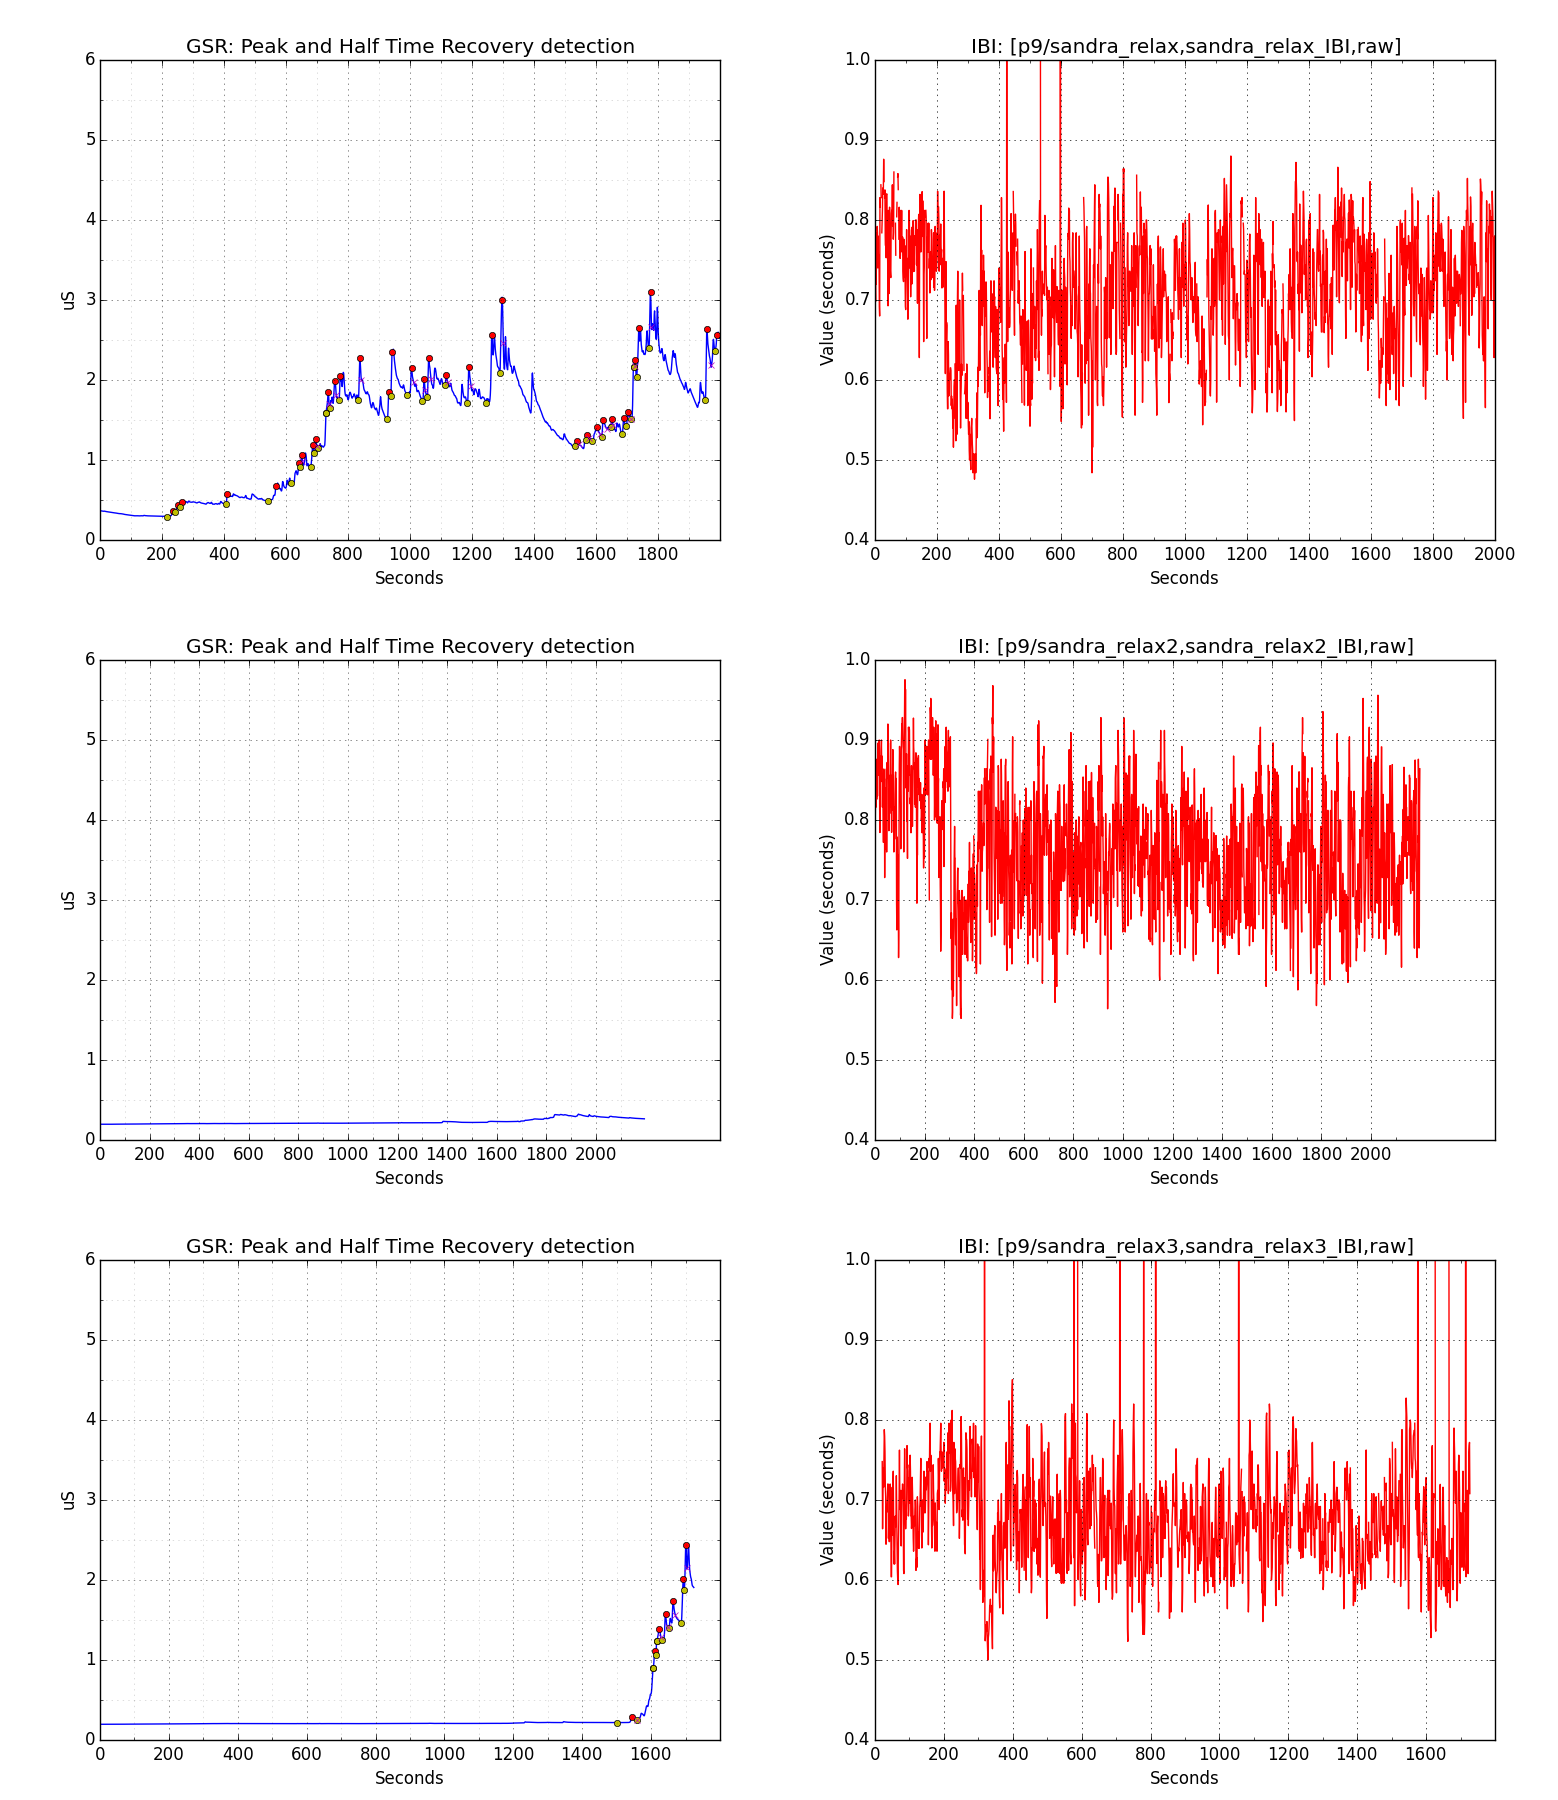 GSR: Peak and Half Time Recovery detection
6
5
4
3
2
1
0
uS
0 200 400 600 800 1000 1200 1400 1600 1800
Seconds
IBI: [p9/sandra_relax,sandra_relax_IBI,raw]
1.0
0.9
0.8
0.7
0.6
0.5
0.4
Value (seconds)
0 200 400 600 800 1000 1200 1400 1600 1800 2000
Seconds
GSR: Peak and Half Time Recovery detection
6
5
4
3
2
1
0
uS
0 200 400 600 800 1000 1200 1400 1600 1800 2000
Seconds
IBI: [p9/sandra_relax2,sandra_relax2_IBI,raw]
1.0
0.9
0.8
0.7
0.6
0.5
0.4
Value (seconds)
0 200 400 600 800 1000 1200 1400 1600 1800 2000
Seconds
GSR: Peak and Half Time Recovery detection
6
5
4
3
2
1
0
uS
0 200 400 600 800 1000 1200 1400 1600
Seconds
IBI: [p9/sandra_relax3,sandra_relax3_IBI,raw]
1.0
0.9
0.8
0.7
0.6
0.5
0.4
Value (seconds)
0 200 400 600 800 1000 1200 1400 1600
Seconds